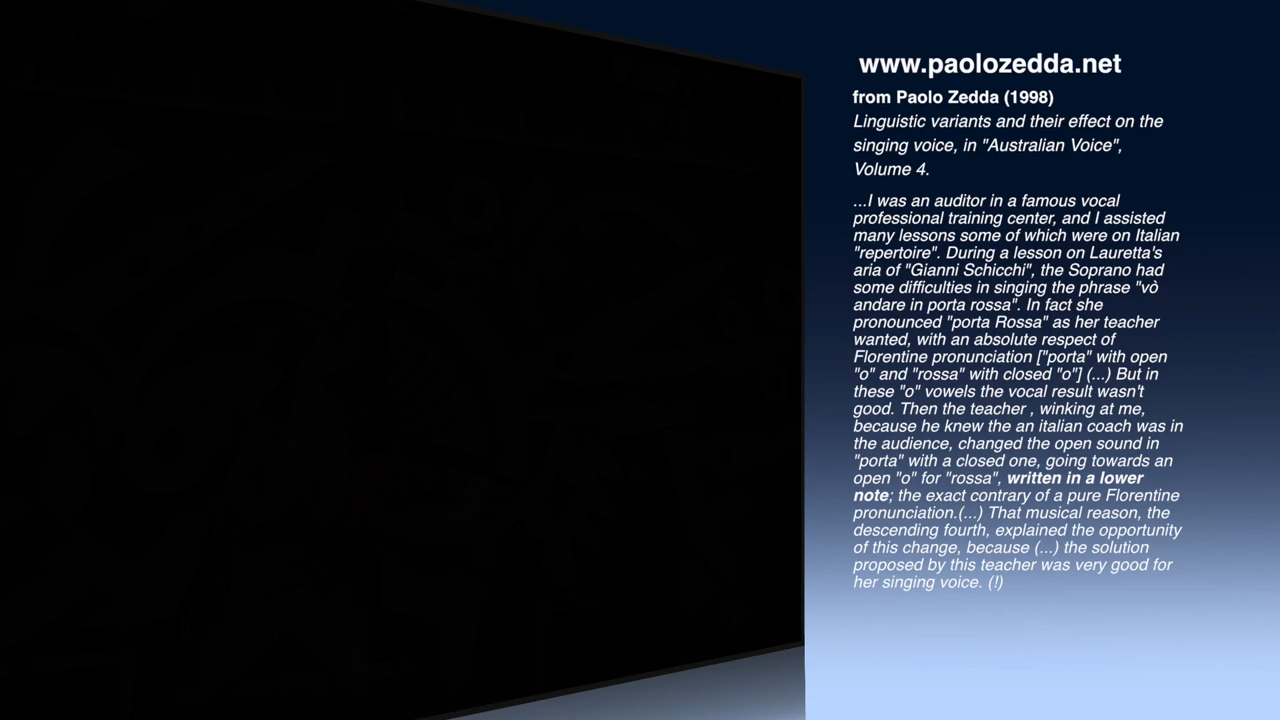 www.paolozedda.net
from Paolo Zedda (1998)
Linguistic variants and their effect on the
singing voice, in "Australian Voice",
Volume 4.
...I was an auditor in a famous vocal
professional training center, and I assisted
many lessons some of which were on Italian
"repertoire". During a lesson on Lauretta's
aria of "Gianni Schicchi", the Soprano had
some difficulties in singing the phrase "vò
andare in porta rossa". In fact she
pronounced "porta Rossa" as her teacher
wanted, with an absolute respect of
Florentine pronunciation ["porta" with open
"o" and "rossa" with closed "o"] (...) But in
these "o" vowels the vocal result wasn't
good. Then the teacher , winking at me,
because he knew the an italian coach was in
the audience, changed the open sound in
"porta" with a closed one, going towards an
open "o" for "rossa", written in a lower
note; the exact contrary of a pure Florentine
pronunciation.(...) That musical reason, the
descending fourth, explained the opportunity
of this change, because (...) the solution
proposed by this teacher was very good for
her singing voice. (!)